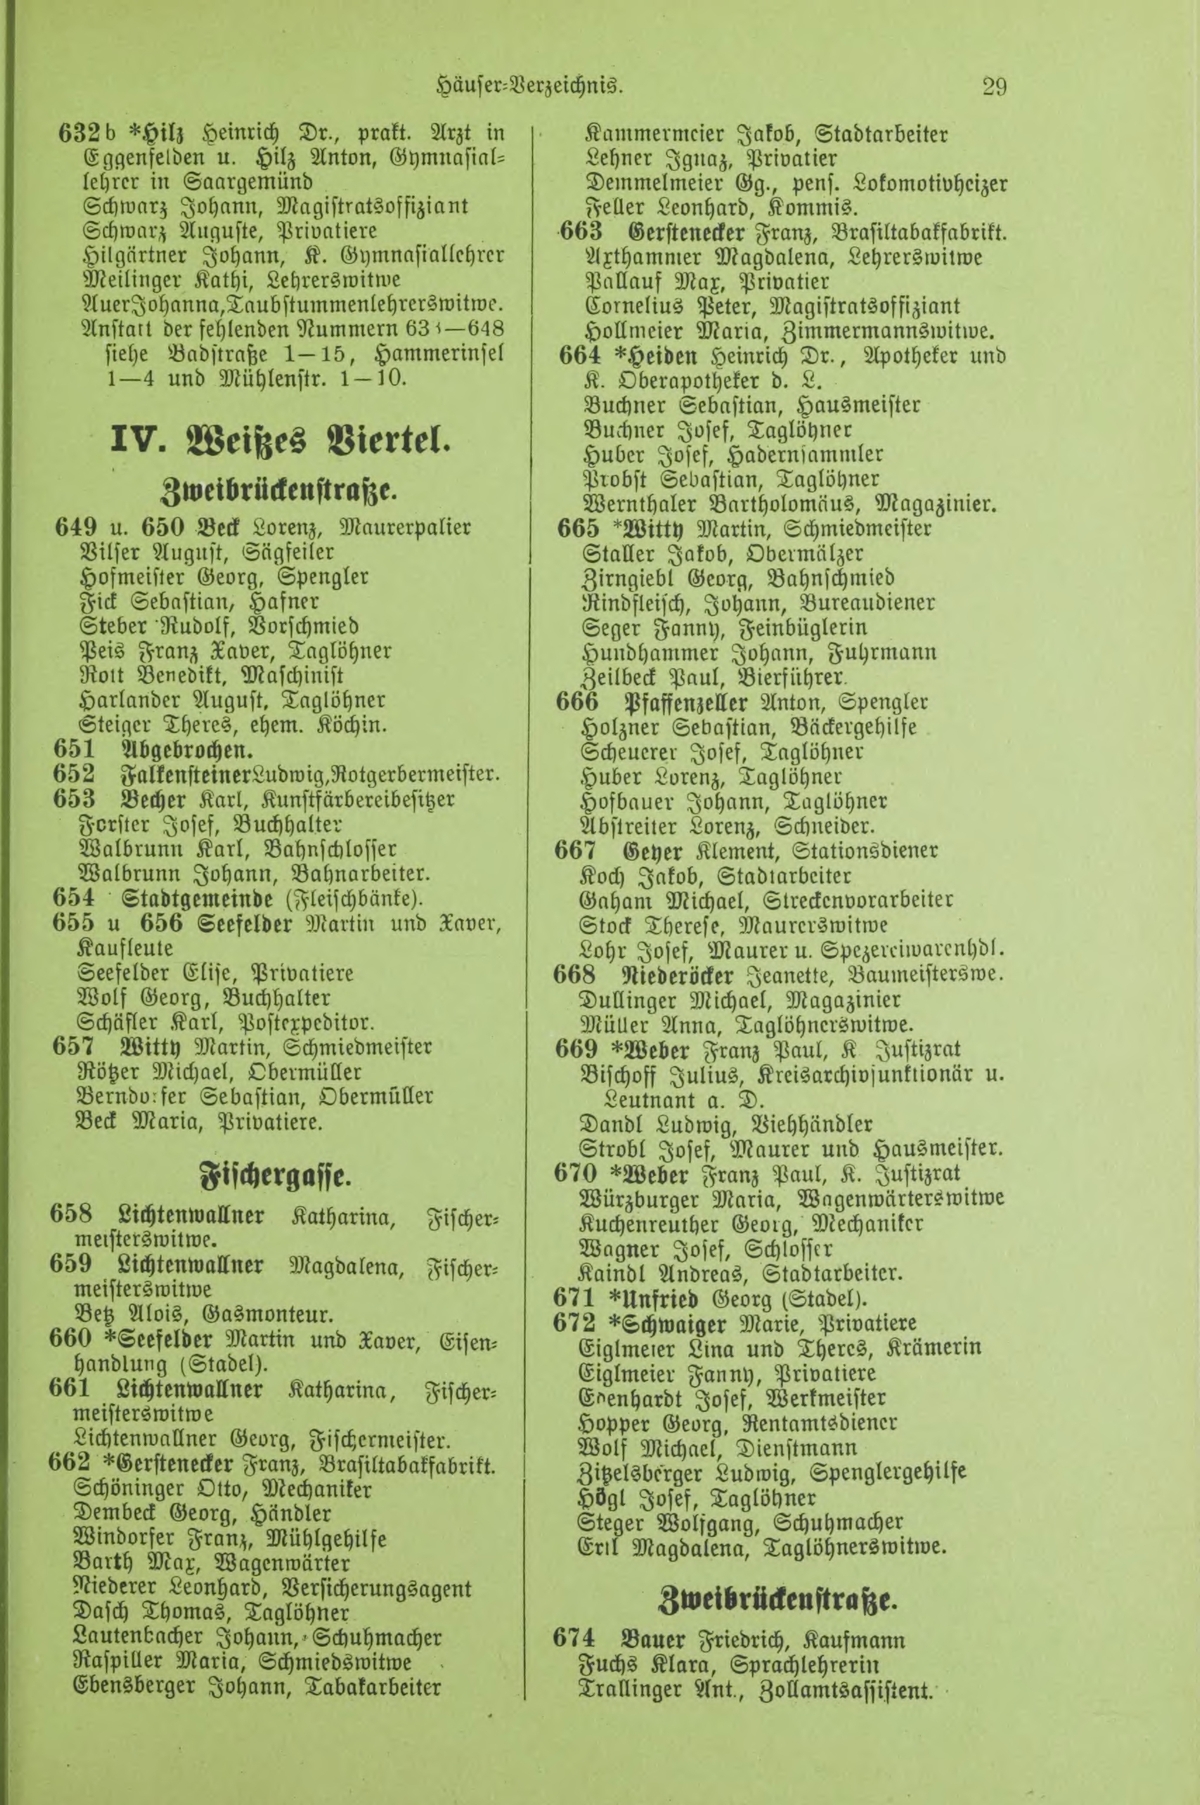 Häuser-Verzeichnis.
29
632 b *Hilz Heinrich Dr., prakt. Arzt in
Eggenfelden u. Hilz Anton, Gymnasial-
lehrer in Saargemünd
Schwarz Johann, Magistratsoffiziant
Schwarz Auguste, Privatiere
Hilgärtner Johann, K. Gymnasiallehrer
Meilinger Kathi, Lehrerswitwe
Auer Johanna, Taubstummenlehrerswitwe.
Anstatt der fehlenden Nummern 633—648
siehe Badstraße 1—15, Hammerinsel
1—4 und Mühlenstr. 1—10.
IV. Weißes Viertel.
Zweibrückenstraße.
649 u. 650 Beck Lorenz, Maurerpalier
Vilser August, Sägfeiler
Hofmeister Georg, Spengler
Fick Sebastian, Hafner
Steber Rudolf, Vorschmied
Peis Franz Xaver, Taglöhner
Rott Benedikt, Maschinist
Harlander August, Taglöhner
Steiger Theres, ehem. Köchin.
651 Abgebrochen.
652 Falkensteiner Ludwig, Rotgerbermeister.
653 Becher Karl, Kunstfärbereibesitzer
Forster Josef, Buchhalter
Walbrunn Karl, Bahnschlosser
Walbrunn Johann, Bahnarbeiter.
654 Stadtgemeinde (Fleischbänke).
655 u 656 Seefelder Martin und Xaver,
Kaufleute
Seefelder Elise, Privatiere
Wolf Georg, Buchhalter
Schäfler Karl, Postexpeditor.
657 Witty Martin, Schmiedmeister
Rötzer Michael, Obermüller
Berndorfer Sebastian, Obermüller
Beck Maria, Privatiere.
Fischergasse.
658 Lichtenwallner Katharina, Fischer-
meisterswitwe.
659 Lichtenwallner Magdalena, Fischer-
meisterswitwe
Betz Alois, Gasmonteur.
660 *Seefelder Martin und Xaver, Eisen-
handlung (Stadel).
661 Lichtenwallner Katharina, Fischer-
meisterswitwe
Lichtenwallner Georg, Fischermeister.
662 *Gerstenecker Franz, Brasiltabakfabrikt.
Schöninger Otto, Mechaniker
Dembeck Georg, Händler
Windorfer Franz, Mühlgehilfe
Barth Max, Wagenwärter
Niederer Leonhard, Versicherungsagent
Dasch Thomas, Taglöhner
Lautenbacher Johann, Schuhmacher
Raspiller Maria, Schmiedswitwe
Ebensberger Johann, Tabakarbeiter
Kammermeier Jakob, Stadtarbeiter
Lehner Ignaz, Privatier
Demmelmeier Gg., pens. Lokomotivheizer
Feller Leonhard, Kommis.
663 Gerstenecker Franz, Brasiltabakfabrikt.
Axthammer Magdalena, Lehrerswitwe
Pallauf Max, Privatier
Cornelius Peter, Magistratsoffiziant
Hollmeier Maria, Zimmermannswitwe.
664 *Heiden Heinrich Dr., Apotheker und
K. Oberapotheker d. L.
Buchner Sebastian, Hausmeister
Buchner Josef, Taglöhner
Huber Josef, Hadernsammler
Probst Sebastian, Taglöhner
Wernthaler Bartholomäus, Magazinier.
665 *Witty Martin, Schmiedmeister
Staller Jakob, Obermälzer
Zirngiebl Georg, Bahnschmied
Rindfleisch, Johann, Bureaudiener
Seger Fanny, Feinbüglerin
Hundhammer Johann, Fuhrmann
Zeilbeck Paul, Bierführer.
666 Pfaffenzeller Anton, Spengler
Holzner Sebastian, Bäckergehilfe
Scheuerer Josef, Taglöhner
Huber Lorenz, Taglöhner
Hofbauer Johann, Taglöhner
Abstreiter Lorenz, Schneider.
667 Geyer Klement, Stationsdiener
Koch Jakob, Stadtarbeiter
Gahant Michael, Streckenvorarbeiter
Stock Therese, Maurerswitwe
Lohr Josef, Maurer u. Spezereiwarenhdl.
668 Niederöcker Jeanette, Baumeisterswe.
Dullinger Michael, Magazinier
Müller Anna, Taglöhnerswitwe.
669 *Weber Franz Paul, K Justizrat
Bischoff Julius, Kreisarchivfunktionär u.
Leutnant a. D.
Dandl Ludwig, Viehhändler
Strobl Josef, Maurer und Hausmeister.
670 *Weber Franz Paul, K. Justizrat
Würzburger Maria, Wagenwärterswitwe
Kuchenreuther Georg, Mechaniker
Wagner Josef, Schlosser
Kaindl Andreas, Stadtarbeiter.
671 *Unfried Georg (Stadel).
672 *Schwaiger Marie, Privatiere
Eiglmeier Lina und Theres, Krämerin
Eiglmeier Fanny, Privatiere
Josef, Werkmeister
Hopper Georg, Rentamtsdiener
Wolf Michael, Dienstmann
Zitzelsberger Ludwig, Spenglergehilfe
Högl Josef, Taglöhner
Steger Wolfgang, Schuhmacher
Ertl Magdalena, Taglöhnerswitwe.
Zweibrückenstraße.
674 Bauer Friedrich, Kaufmann
Fuchs Klara, Sprachlehrerin
Trallinger Ant., Zollamtsassistent.